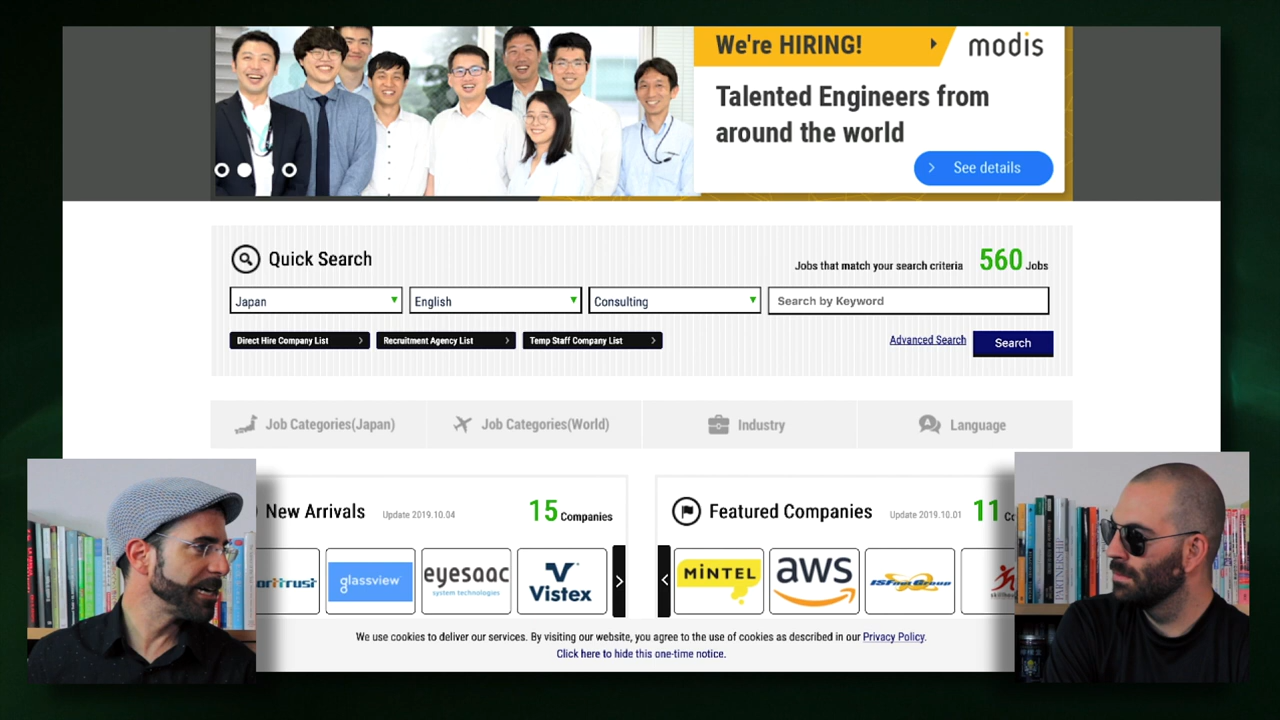 We're HIRING!
modis
Talented Engineers from
around the world
See details
Quick Search
Jobs that match your search criteria 560 Jobs
Japan
English
Consulting
Search by Keyword
Direct Hire Company List
Recruitment Agency List
Temp Staff Company List
Advanced Search
Search
Job Categories(Japan)
Job Categories(World)
Industry
Language
New Arrivals
Update 2019.10.04
15 Companies
Featured Companies
Update 2019.10.01
11
glassview
eyesaac
system technologies
Vistex
MiNTEL
aws
ISFnet Group
We use cookies to deliver our services. By visiting our website, you agree to the use of cookies as described in our Privacy Policy.
Click here to hide this one-time notice.